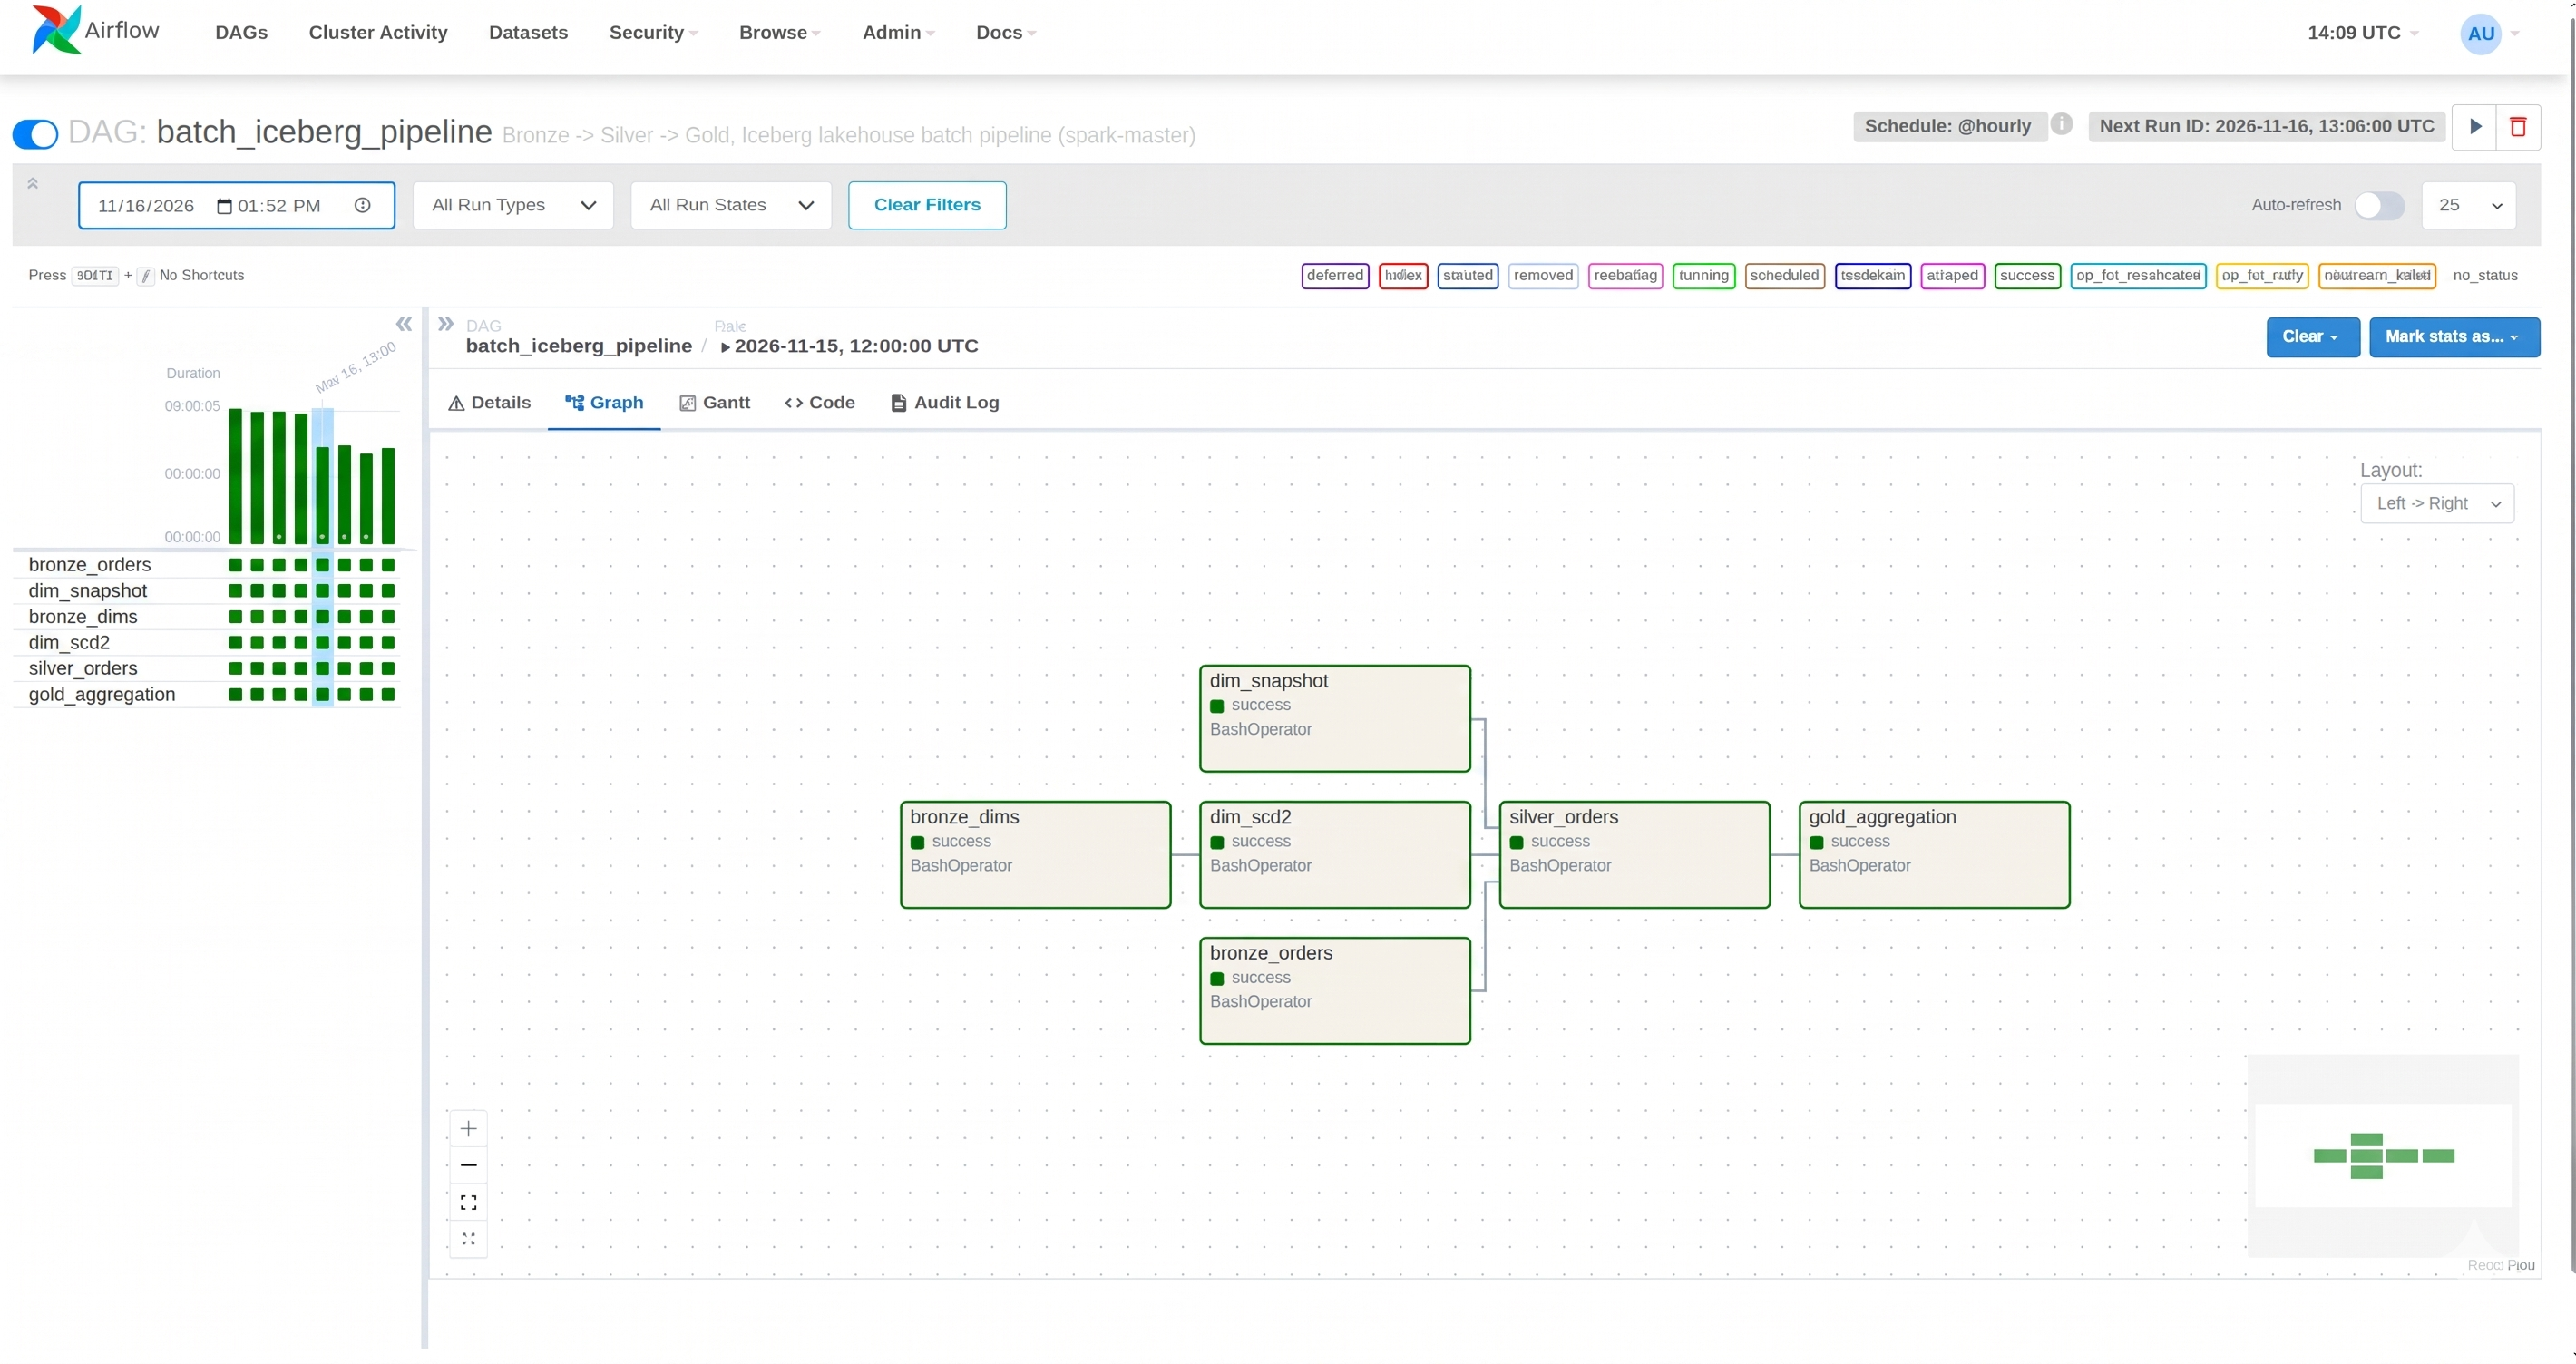 Airflow DAGs Cluster Activity Datasets Security Browse Admin Docs 14:09 UTC AU
DAG: batch_iceberg_pipeline Bronze -> Silver -> Gold, Iceberg lakehouse batch pipeline (spark-master) Schedule: @hourly Next Run ID: 2026-11-16, 13:06:00 UTC
11/16/2026 01:52 PM All Run Types All Run States Clear Filters Auto-refresh 25
Press + / No Shortcuts
deferred removed reebatiag tunning scheduled tssdekain success no_status
DAG
batch_iceberg_pipeline / 2026-11-15, 12:00:00 UTC Clear Mark stats as...
Details Graph Gantt Code Audit Log
16, 13:00
Duration
09:00:05
00:00:00
00:00:00
bronze_orders
dim_snapshot
bronze_dims
dim_scd2
silver_orders
gold_aggregation
Layout:
Left -> Right
dim_snapshot
success
BashOperator
bronze_dims
success
BashOperator
dim_scd2
success
BashOperator
silver_orders
success
BashOperator
gold_aggregation
success
BashOperator
bronze_orders
success
BashOperator